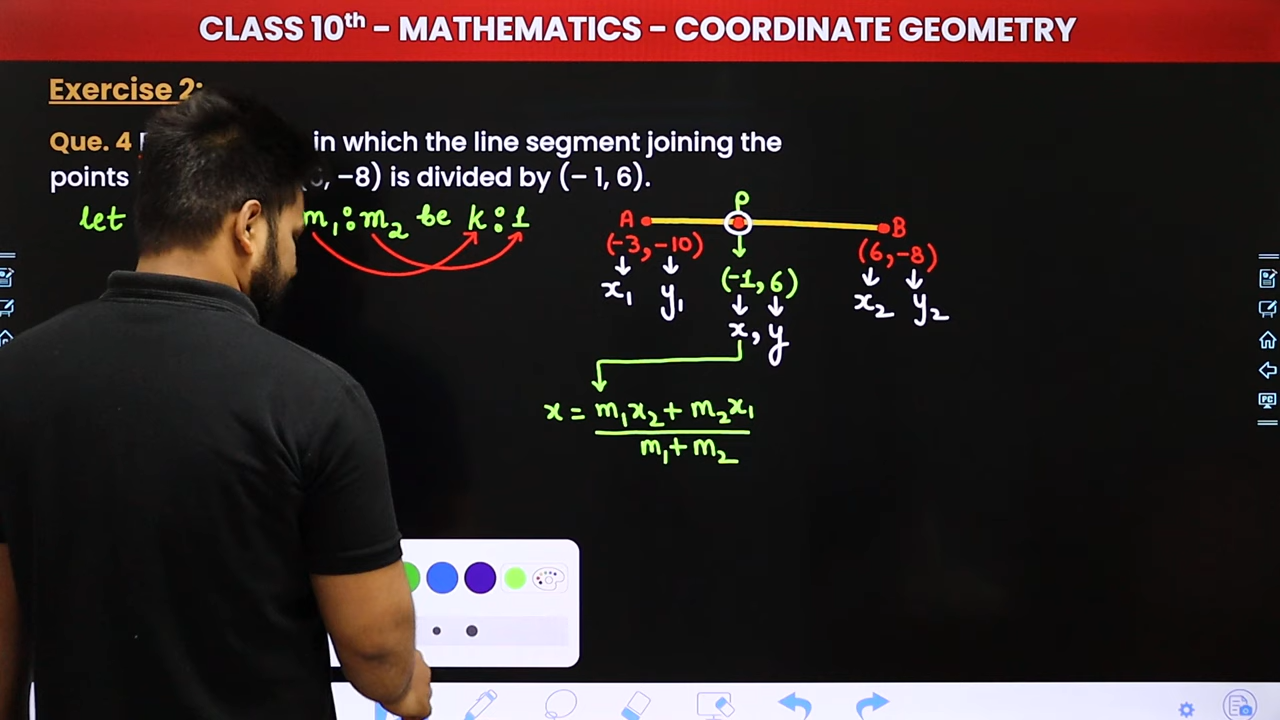 CLASS 10th - MATHEMATICS - COORDINATE GEOMETRY
Exercise 2:
Que. 4 in which the line segment joining the
points , −8) is divided by (− 1, 6).
let m₁:m₂ be k:1
P
A B
(-3, -10) (6, -8)
(-1, 6)
x₁ y₁ x₂ y₂
x, y
x = m₁x₂ + m₂x₁
m₁ + m₂
PC